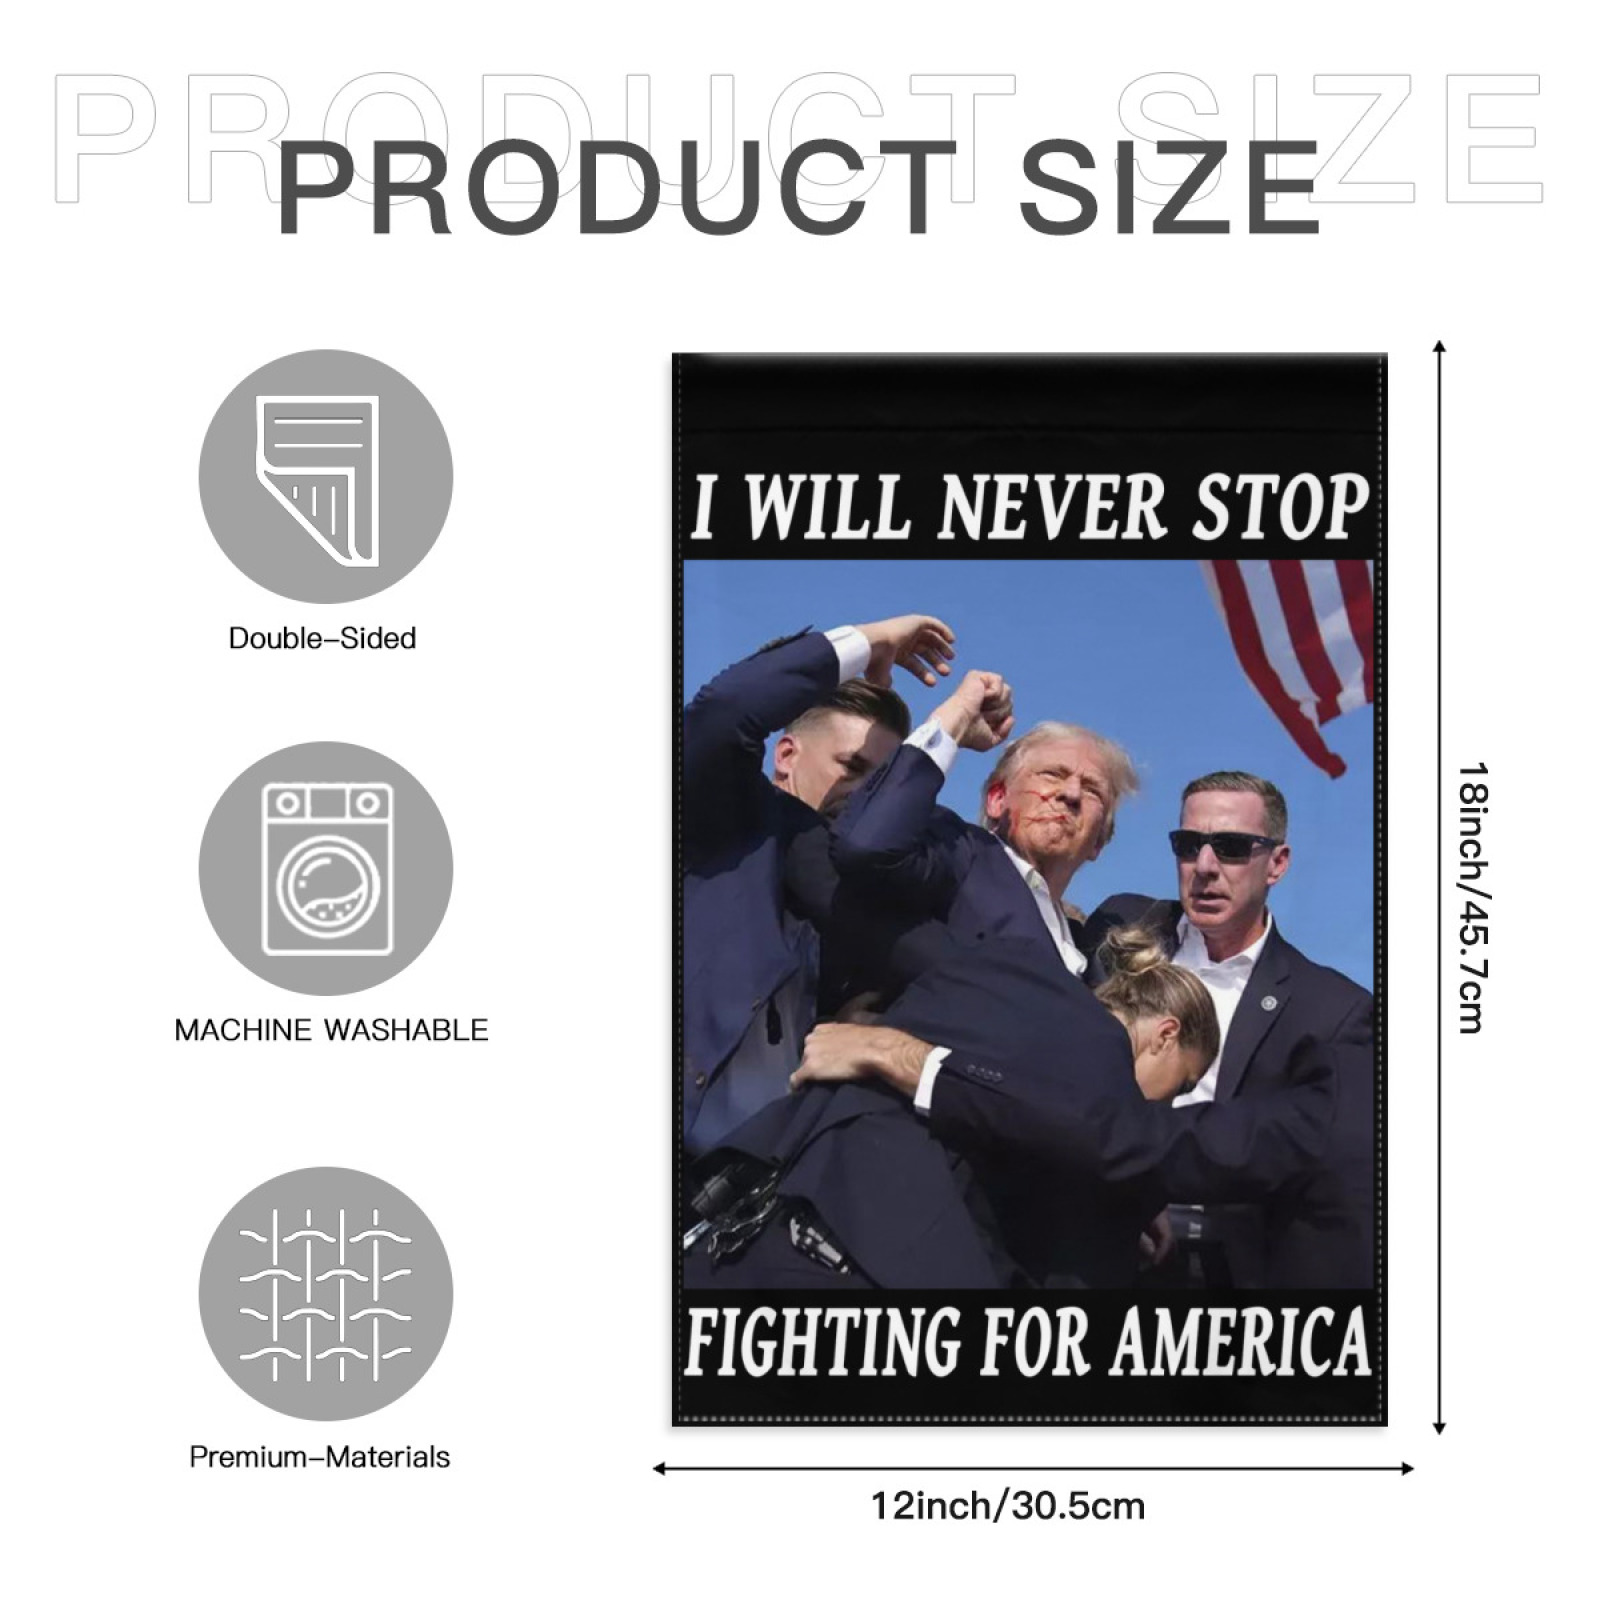 PRODUCT SIZE
PRODUCT SIZE
Double-Sided
MACHINE WASHABLE
Premium-Materials
I WILL NEVER STOP
FIGHTING FOR AMERICA
18inch/45.7cm
12inch/30.5cm